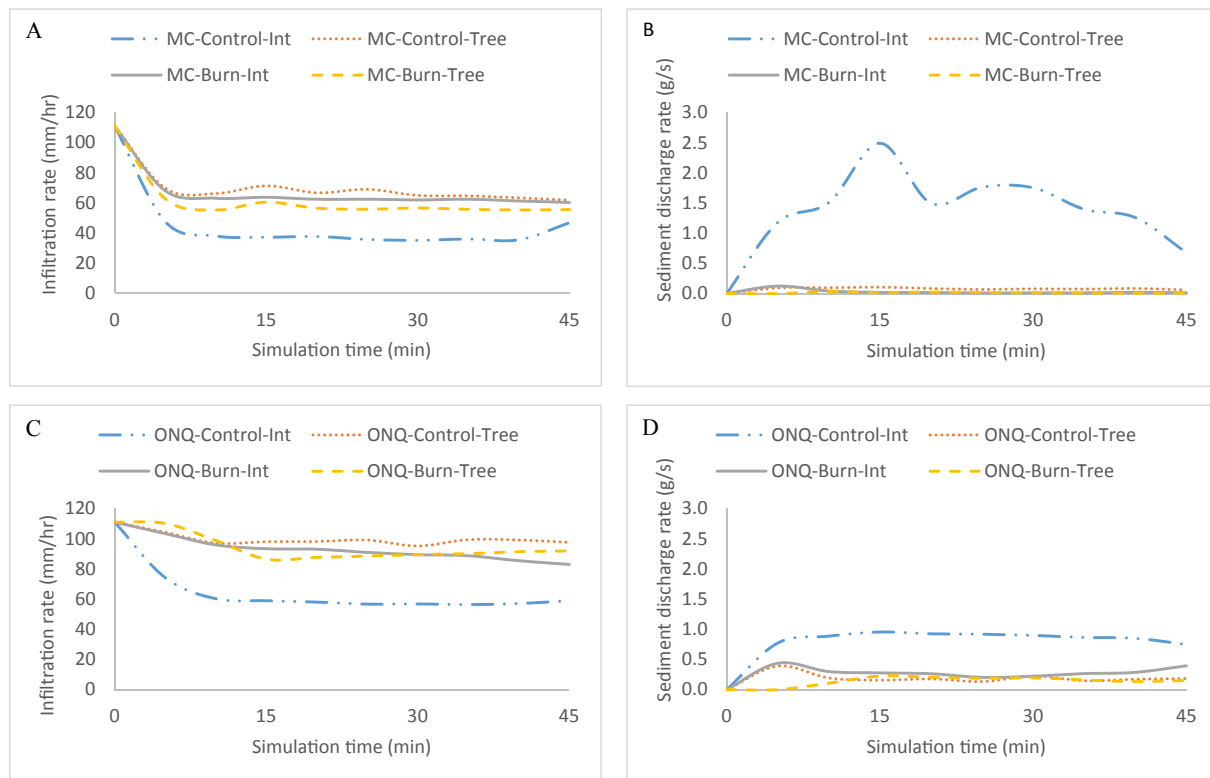 A
MC-Control-Int MC-Control-Tree
MC-Burn-Int MC-Burn-Tree
Infiltration rate (mm/hr)
120
100
80
60
40
20
0
0 15 30 45
Simulation time (min)
B
MC-Control-Int MC-Control-Tree
MC-Burn-Int MC-Burn-Tree
Sediment discharge rate (g/s)
3.0
2.5
2.0
1.5
1.0
0.5
0.0
0 15 30 45
Simulation time (min)
C
ONQ-Control-Int ONQ-Control-Tree
ONQ-Burn-Int ONQ-Burn-Tree
Infiltration rate (mm/hr)
120
100
80
60
40
20
0
0 15 30 45
Simulation time (min)
D
ONQ-Control-Int ONQ-Control-Tree
ONQ-Burn-Int ONQ-Burn-Tree
Sediment discharge rate (g/s)
3.0
2.5
2.0
1.5
1.0
0.5
0.0
0 15 30 45
Simulation time (min)